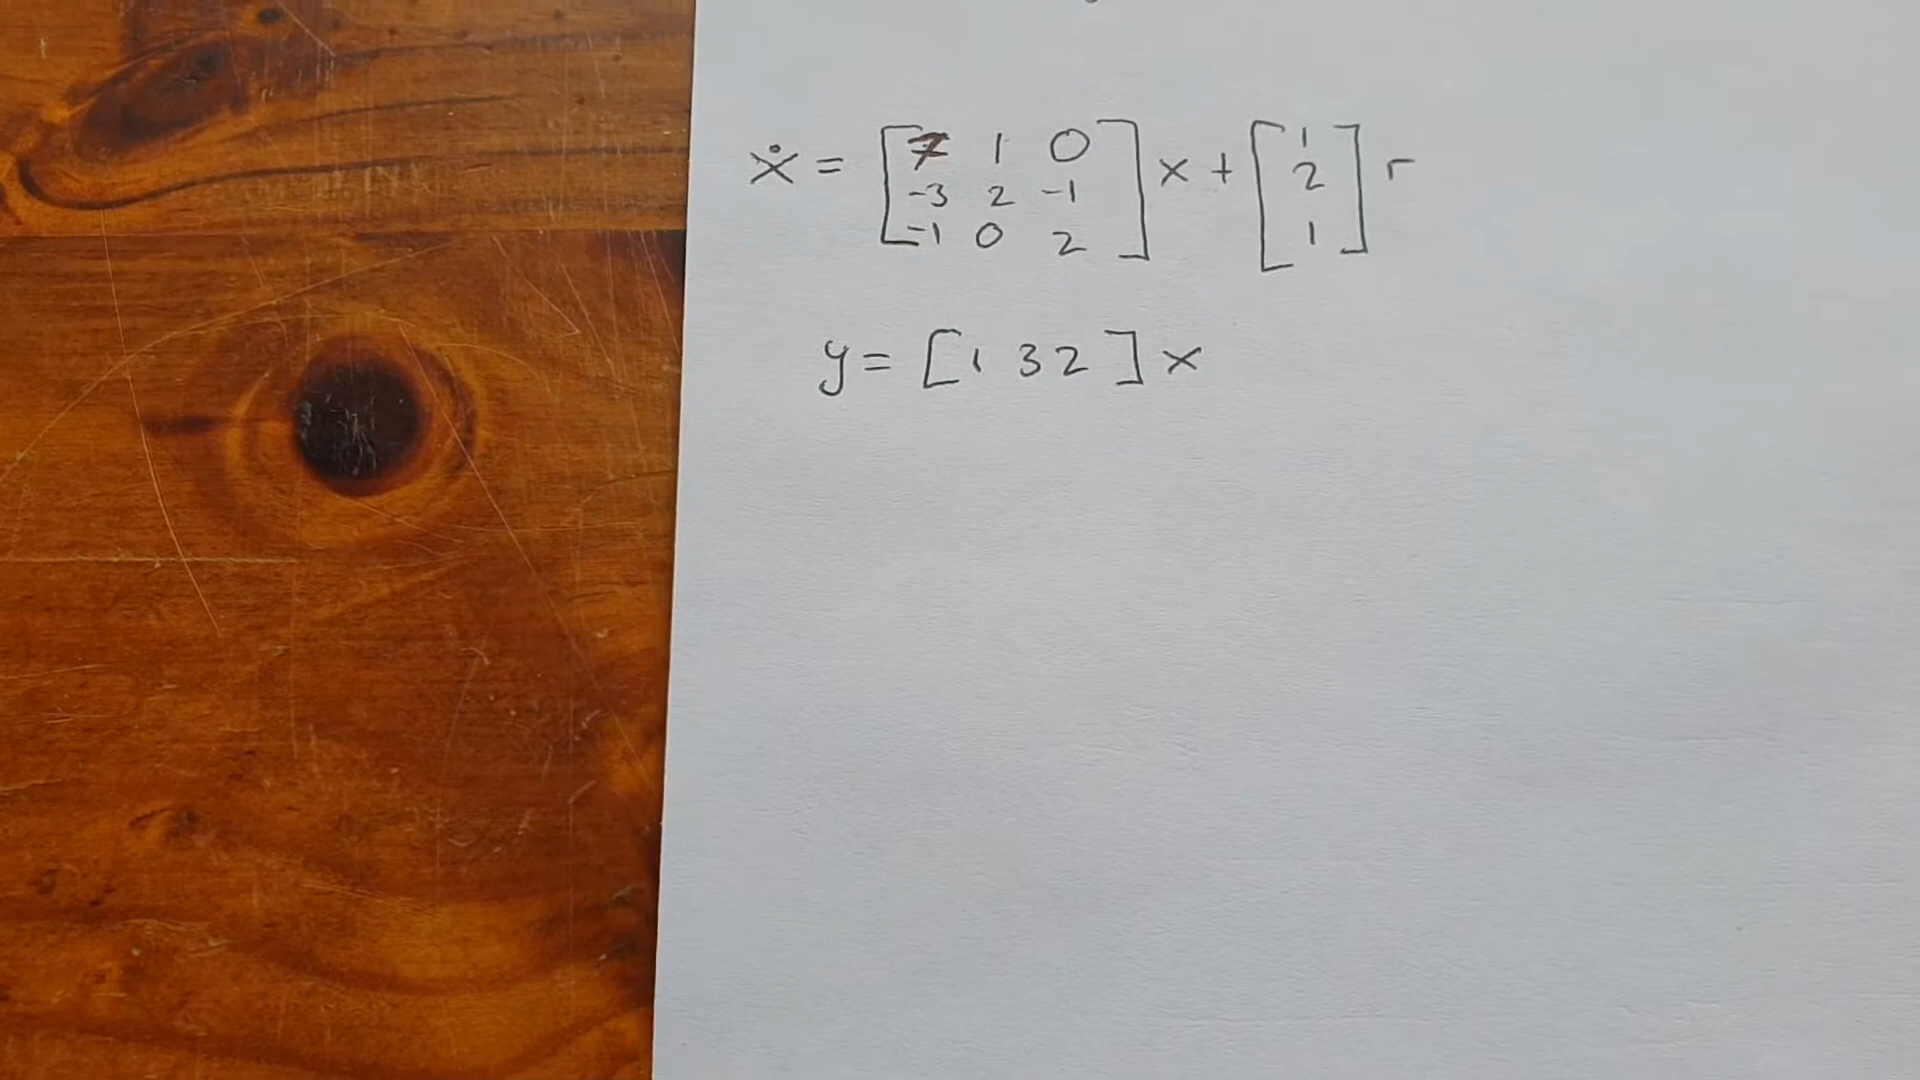 ẋ = [7 1 0; -3 2 -1; -1 0 2] x + [1; 2; 1] r
y = [1 3 2] x